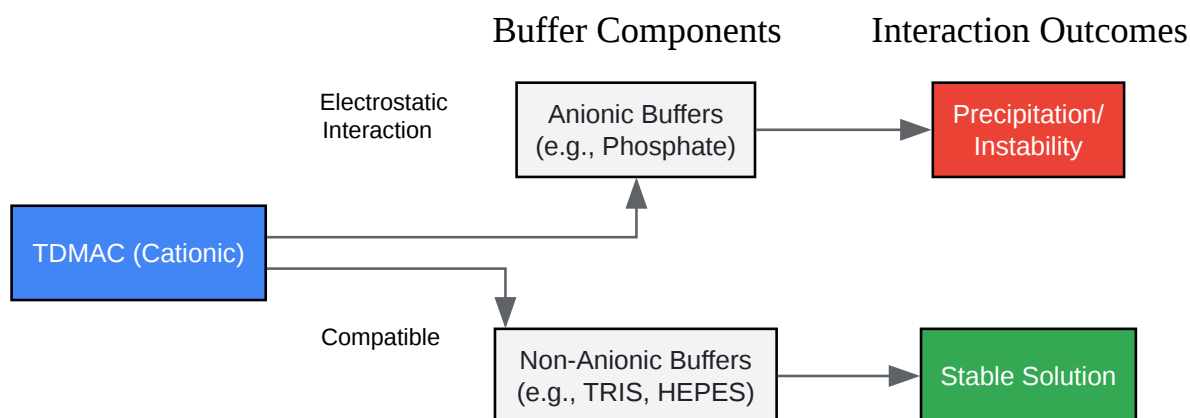 Buffer Components
Interaction Outcomes
Electrostatic
Interaction
Anionic Buffers
(e.g., Phosphate)
Precipitation/
Instability
TDMAC (Cationic)
Compatible
Non-Anionic Buffers
(e.g., TRIS, HEPES)
Stable Solution